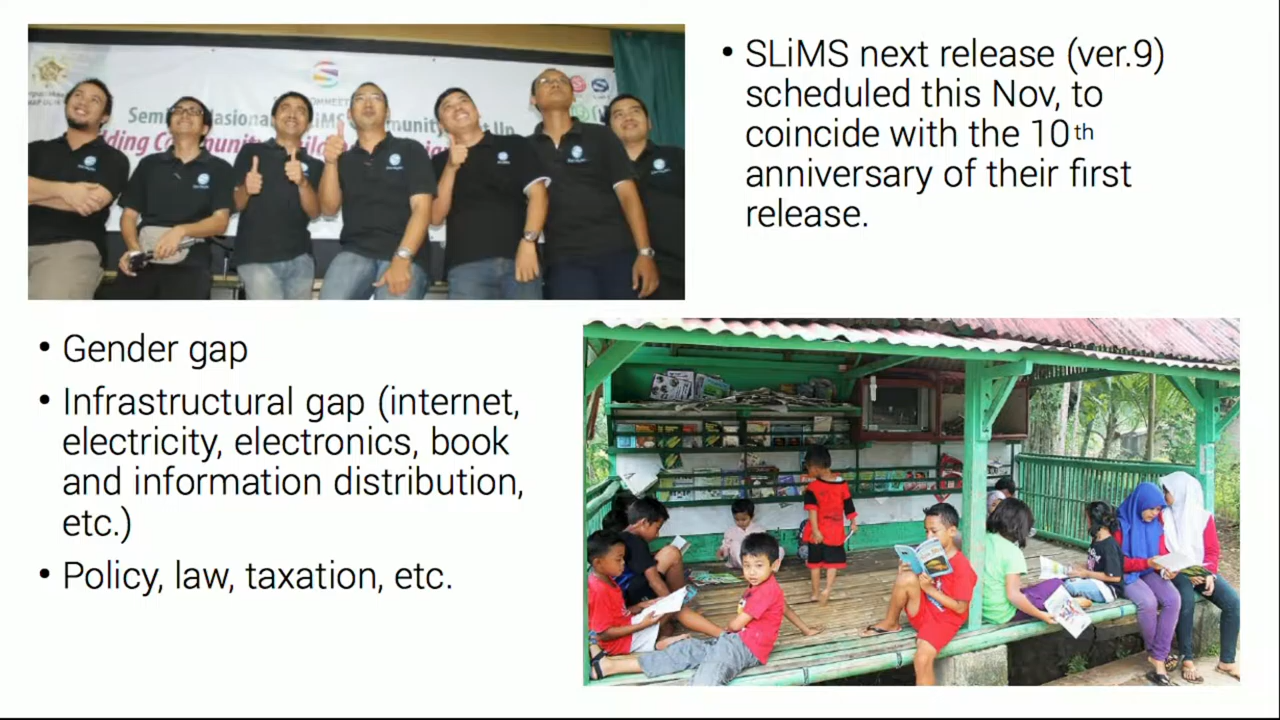 • SLiMS next release (ver.9)
scheduled this Nov, to
coincide with the 10th
anniversary of their first
release.
• Gender gap
• Infrastructural gap (internet,
electricity, electronics, book
and information distribution,
etc.)
• Policy, law, taxation, etc.